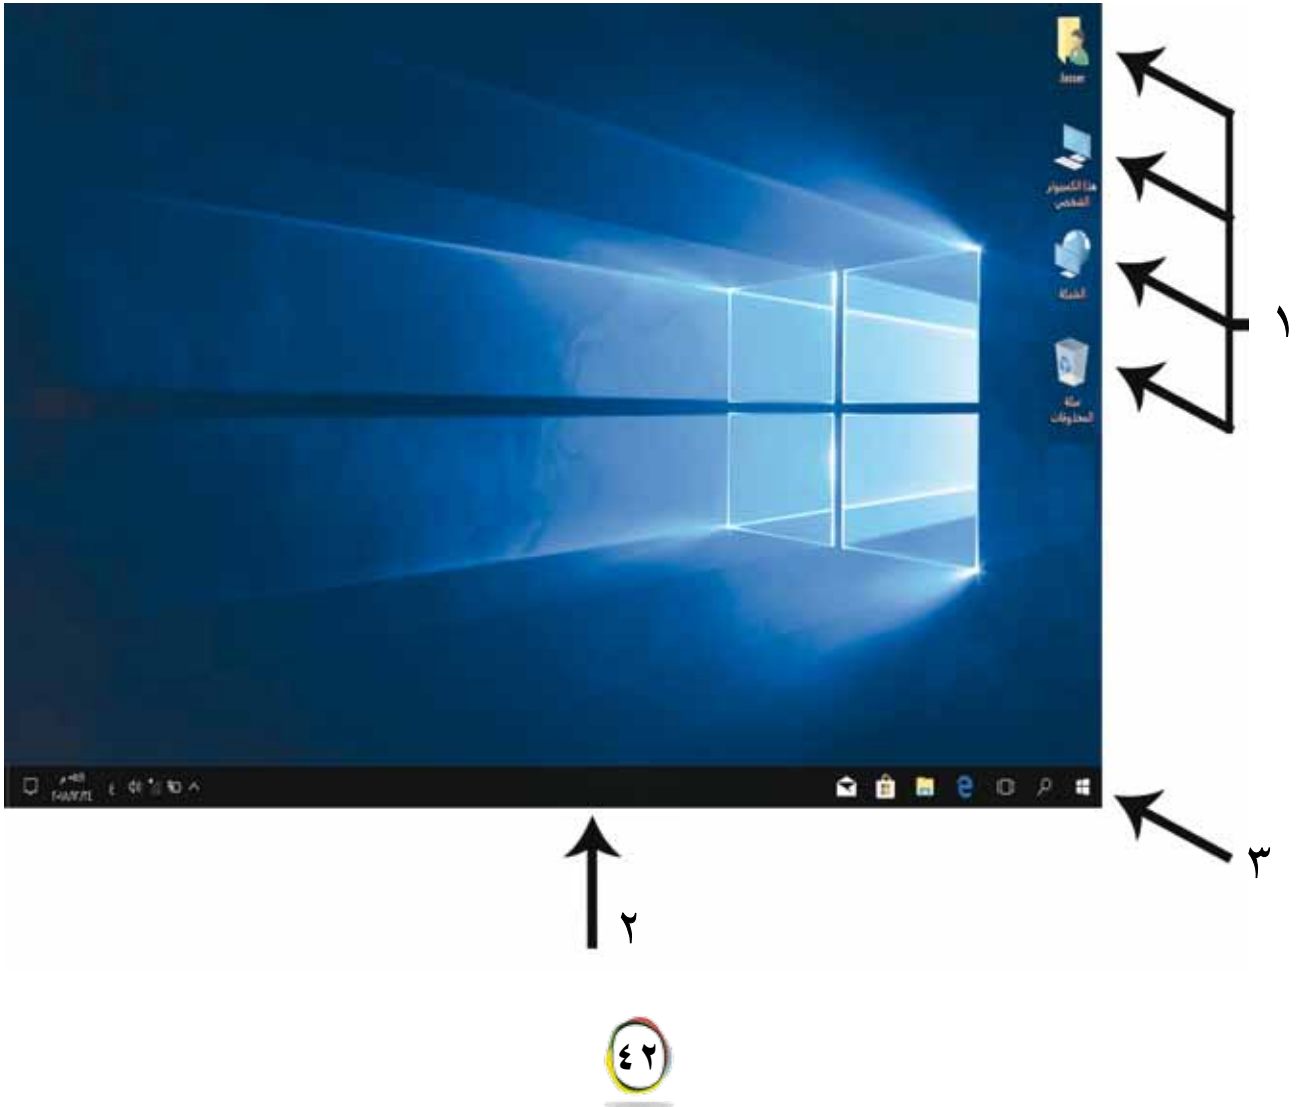 Jasser
هذا الكمبيوتر
الشخصي
الشبكة
سلة
المحذوفات
١
ع
٣
٢
٤٢